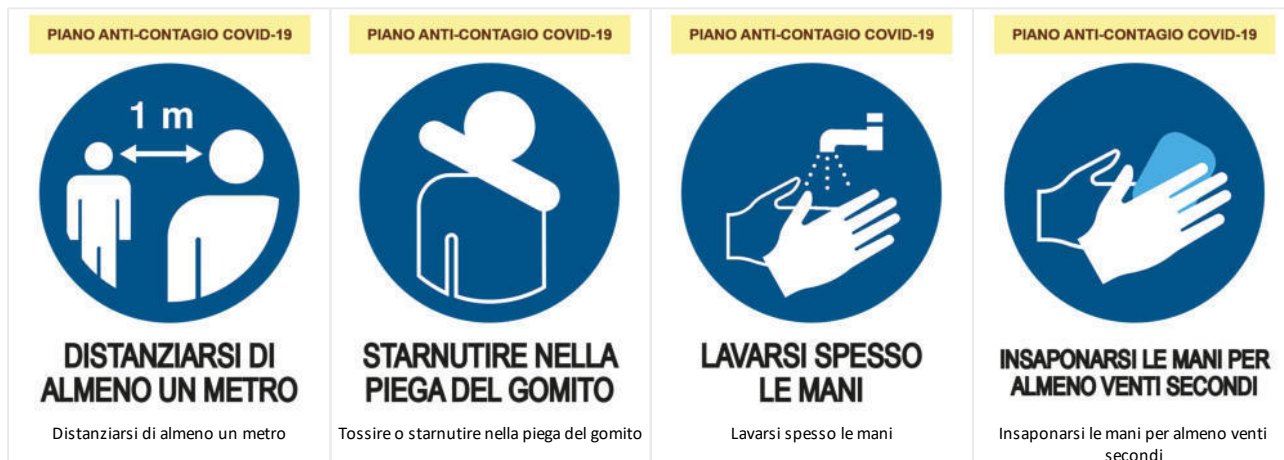 PIANO ANTI-CONTAGIO COVID-19
1 m
DISTANZIARSI DI
ALMENO UN METRO
Distanziarsi di almeno un metro
PIANO ANTI-CONTAGIO COVID-19
STARNUTIRE NELLA
PIEGA DEL GOMITO
Tossire o starnutire nella piega del gomito
PIANO ANTI-CONTAGIO COVID-19
LAVARSI SPESSO
LE MANI
Lavarsi spesso le mani
PIANO ANTI-CONTAGIO COVID-19
INSAPONARSI LE MANI PER
ALMENO VENTI SECONDI
Insaponarsi le mani per almeno venti
secondi